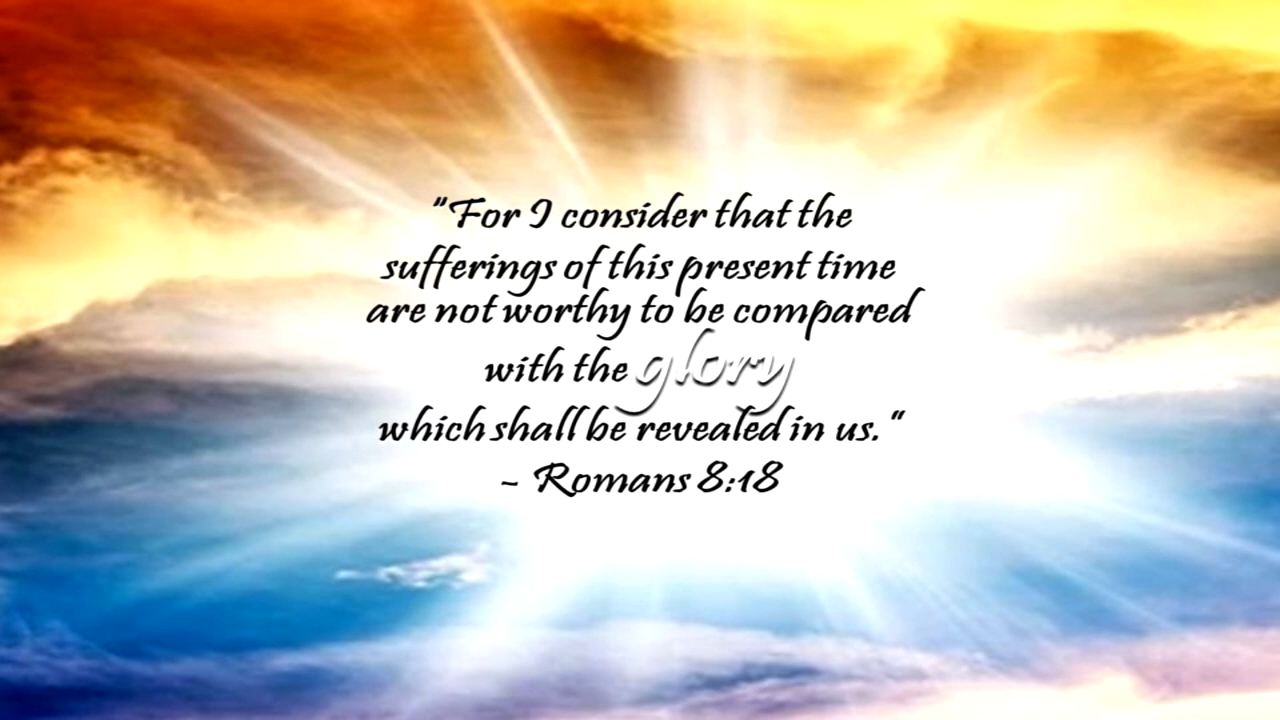 "For I consider that the
sufferings of this present time
are not worthy to be compared
with the glory
which shall be revealed in us."
~ Romans 8:18